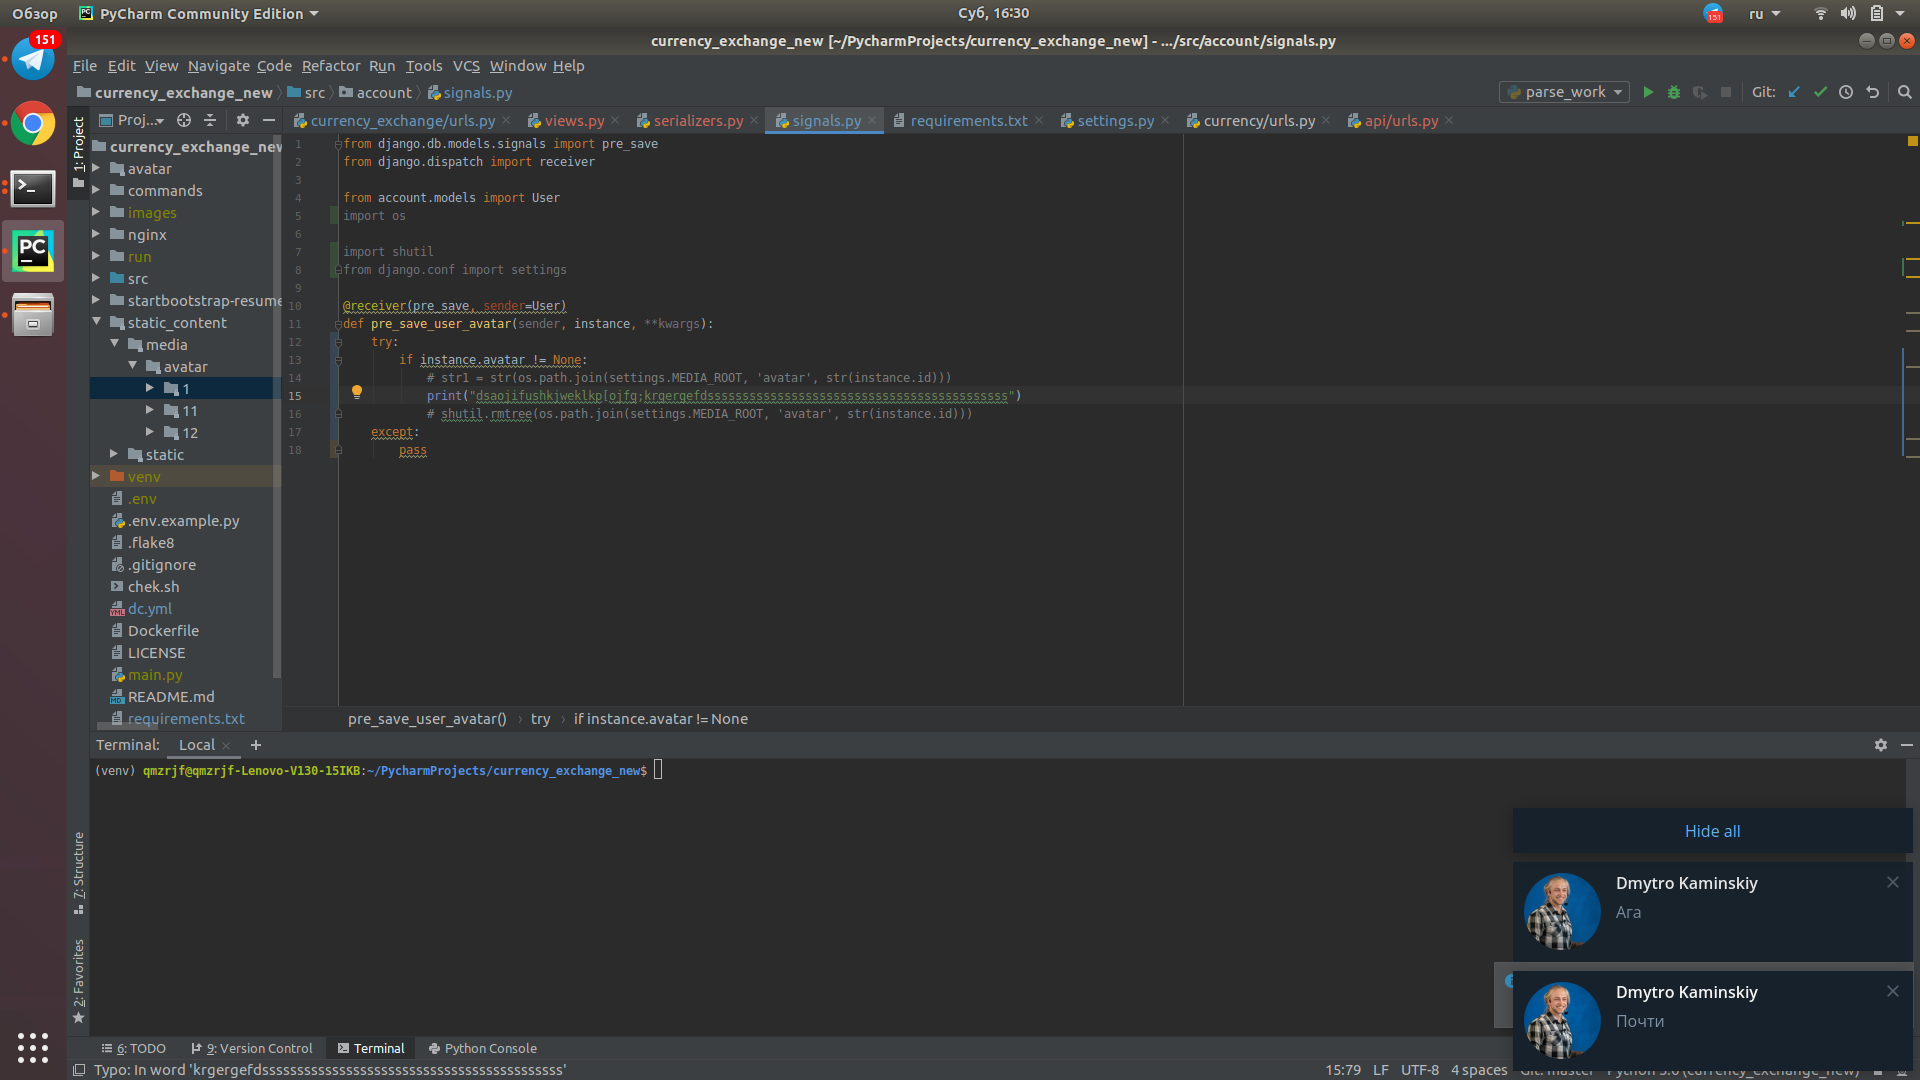 Обзор
PyCharm Community Edition
Суб, 16:30
151
ru
151
currency_exchange_new [~/PycharmProjects/currency_exchange_new] - .../src/account/signals.py
File Edit View Navigate Code Refactor Run Tools VCS Window Help
currency_exchange_new src account signals.py
parse_work
Git:
1: Project
Proj...
currency_exchange/urls.py views.py serializers.py signals.py requirements.txt settings.py currency/urls.py api/urls.py
currency_exchange_new
avatar
commands
images
nginx
run
src
startbootstrap-resume
static_content
media
avatar
1
11
12
static
venv
.env
.env.example.py
.flake8
.gitignore
chek.sh
dc.yml
Dockerfile
LICENSE
main.py
README.md
requirements.txt
1 from django.db.models.signals import pre_save
2 from django.dispatch import receiver
3
4 from account.models import User
5 import os
6
7 import shutil
8 from django.conf import settings
9
10 @receiver(pre_save, sender=User)
11 def pre_save_user_avatar(sender, instance, **kwargs):
12 try:
13 if instance.avatar != None:
14 # str1 = str(os.path.join(settings.MEDIA_ROOT, 'avatar', str(instance.id)))
15
16 # shutil.rmtree(os.path.join(settings.MEDIA_ROOT, 'avatar', str(instance.id)))
17 except:
18 pass
pre_save_user_avatar() › try › if instance.avatar != None
Terminal: Local +
(venv) qmzrjf@qmzrjf-Lenovo-V130-15IKB:~/PycharmProjects/currency_exchange_new$
7: Structure
2: Favorites
Hide all
Dmytro Kaminskiy
Ага
Dmytro Kaminskiy
Почти
6: TODO 9: Version Control Terminal Python Console
Typo: In word
15:79 LF UTF-8 4 spaces